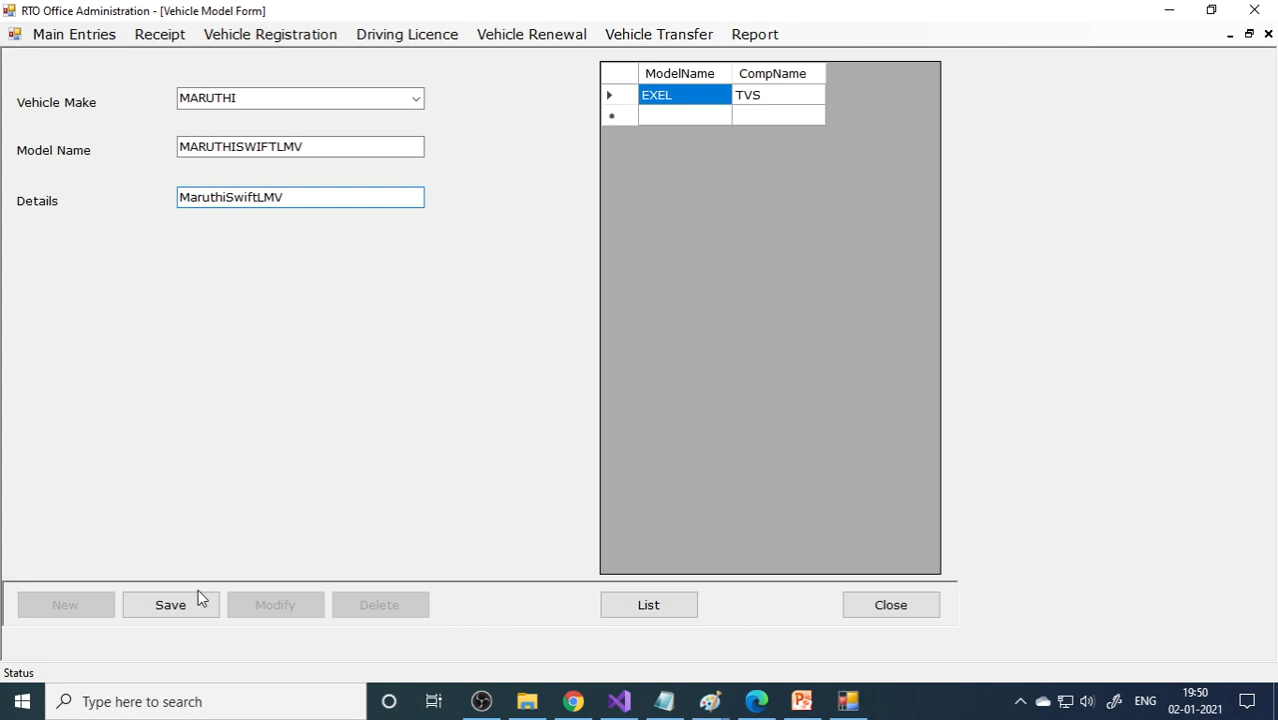 RTO Office Administration - [Vehicle Model Form]
Main Entries Receipt Vehicle Registration Driving Licence Vehicle Renewal Vehicle Transfer Report
Vehicle Make MARUTHI
Model Name MARUTHISWIFTLMV
Details MaruthiSwiftLMV
ModelName CompName
EXEL TVS
New Save Modify Delete List Close
Status
Type here to search
ENG
19:50
02-01-2021